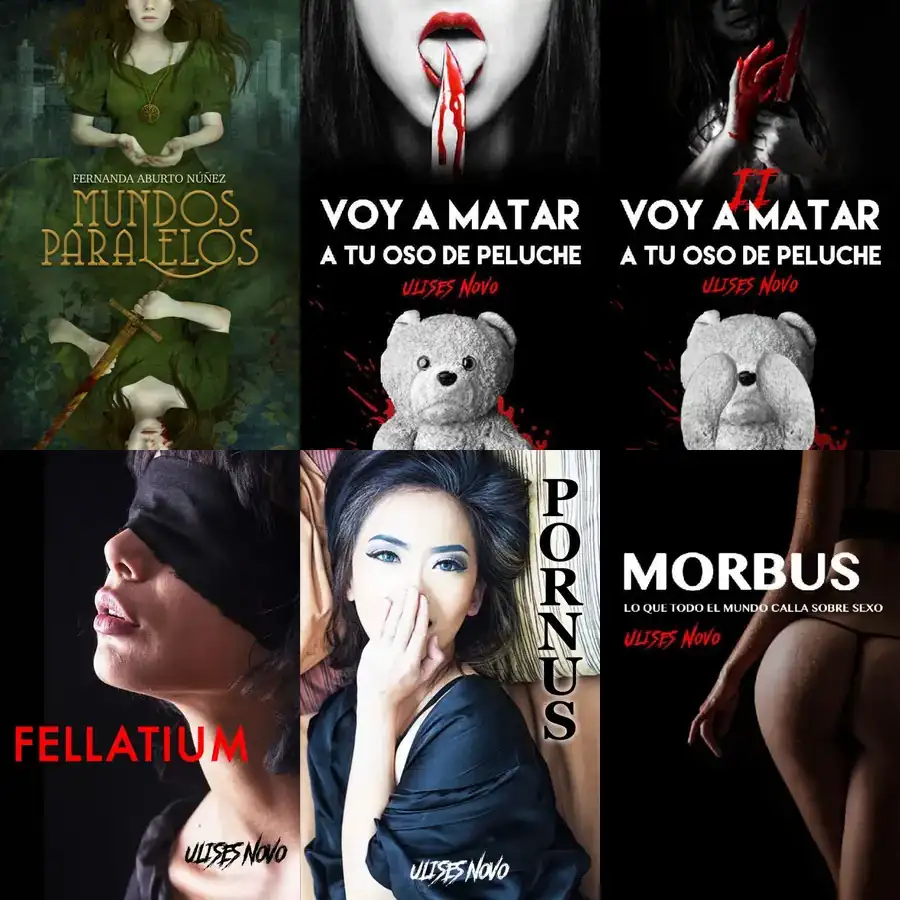 FERNANDA ABURTO NÚÑEZ
MUNDOS
PARALELOS
VOY A MATAR
A TU OSO DE PELUCHE
ULISES NOVO
II
VOY A MATAR
A TU OSO DE PELUCHE
ULISES NOVO
FELLATIUM
ULISES NOVO
PORNUS
ULISES NOVO
MORBUS
LO QUE TODO EL MUNDO CALLA SOBRE SEXO
ULISES NOVO